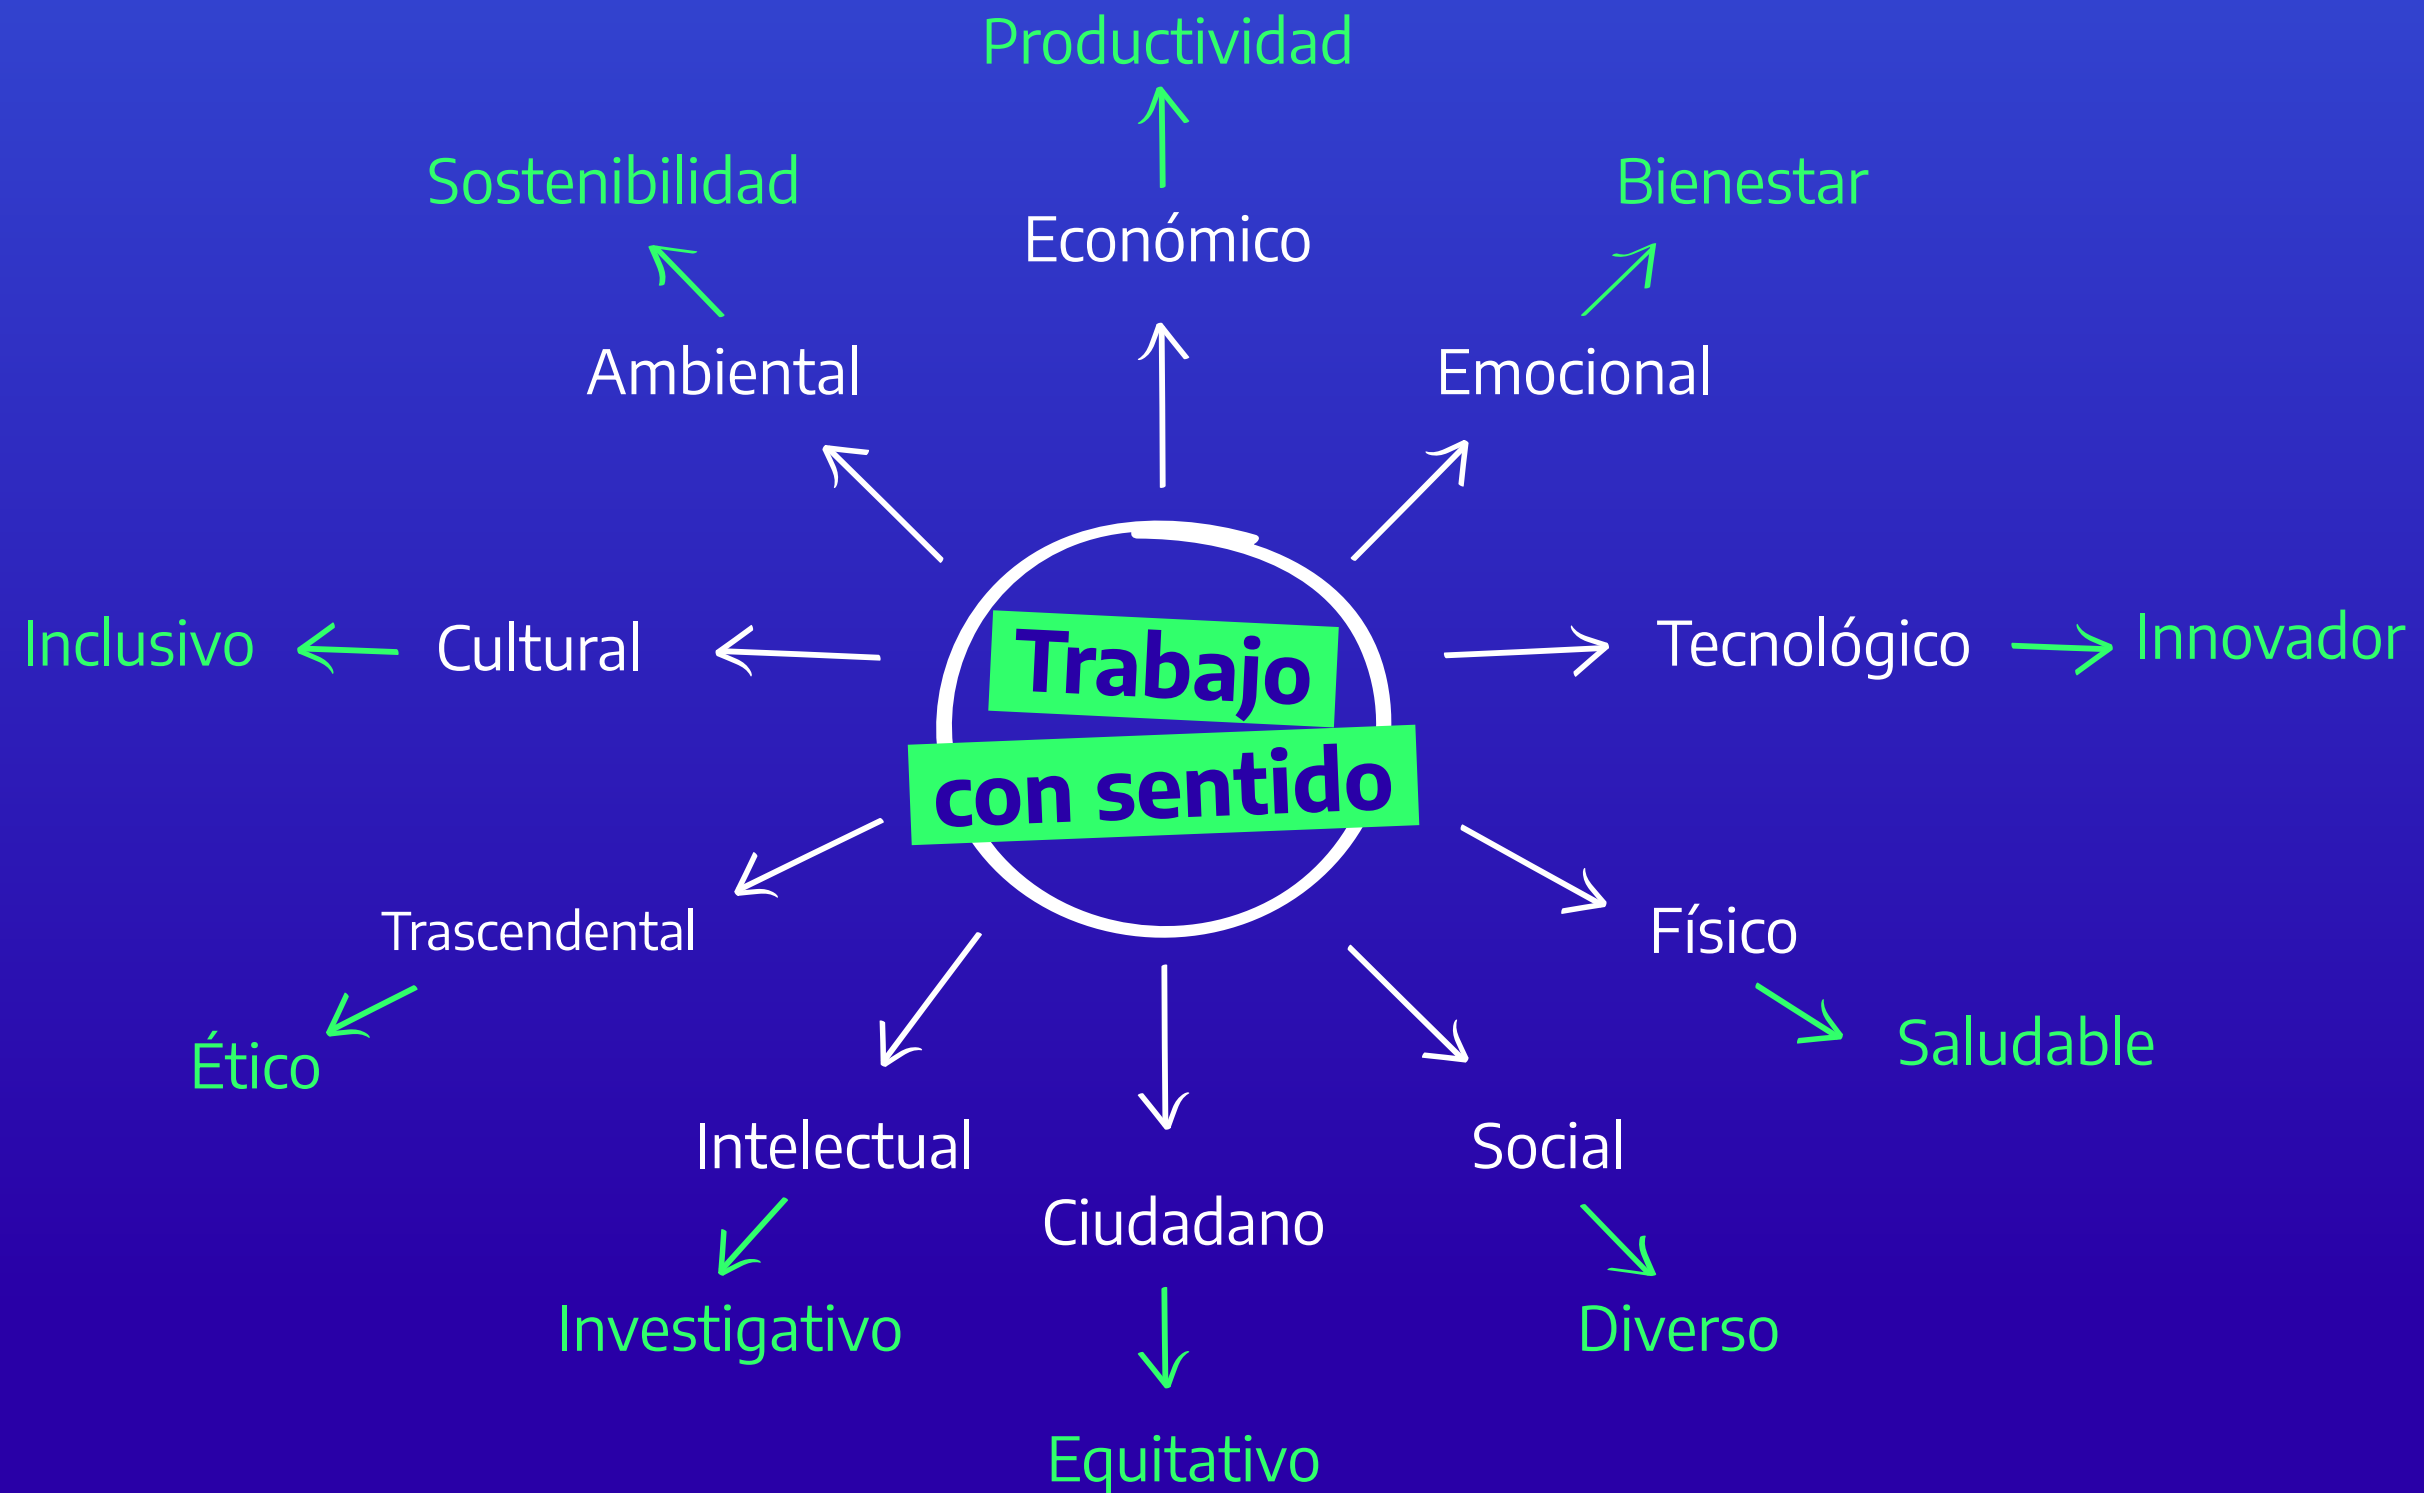 Productividad
Sostenibilidad
Bienestar
Económico
Ambiental
Emocional
Inclusivo
Cultural
Trabajo
con sentido
Tecnológico
Innovador
Trascendental
Físico
Ético
Saludable
Intelectual
Social
Ciudadano
Investigativo
Diverso
Equitativo